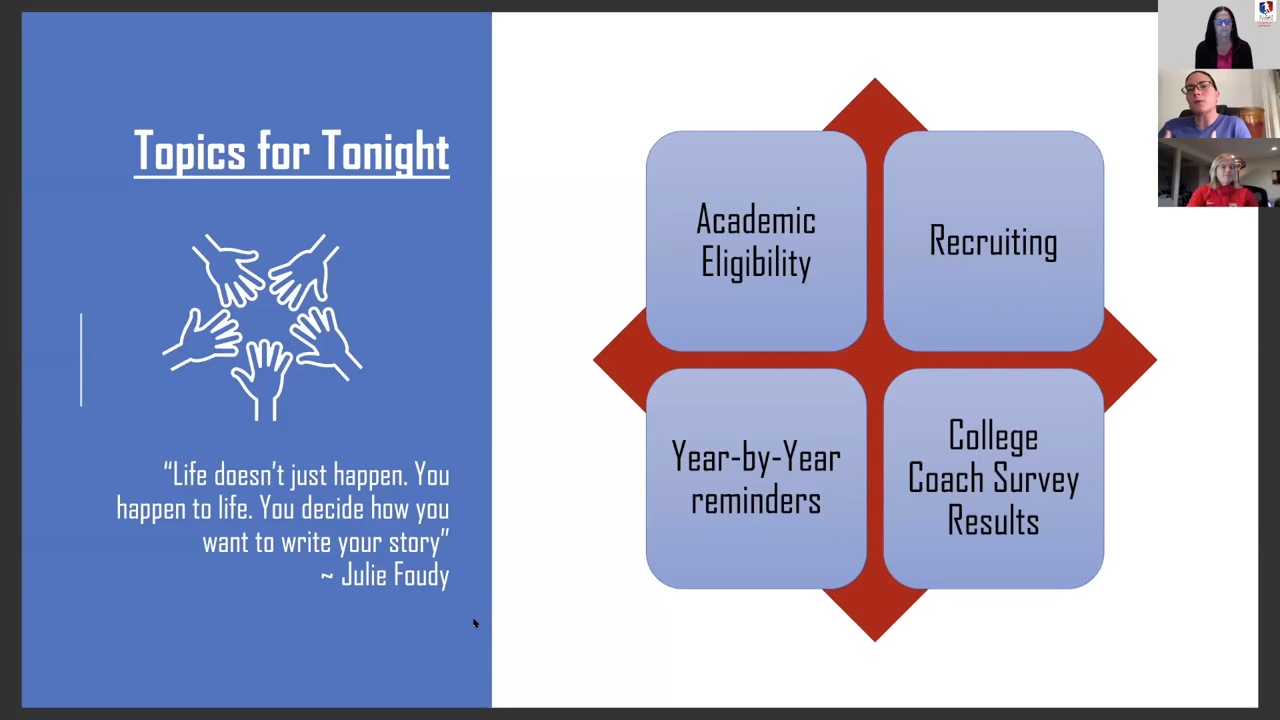 Topics for Tonight
“Life doesn’t just happen. You
happen to life. You decide how you
want to write your story”
~ Julie Foudy
Academic
Eligibility
Recruiting
Year-by-Year
reminders
College
Coach Survey
Results